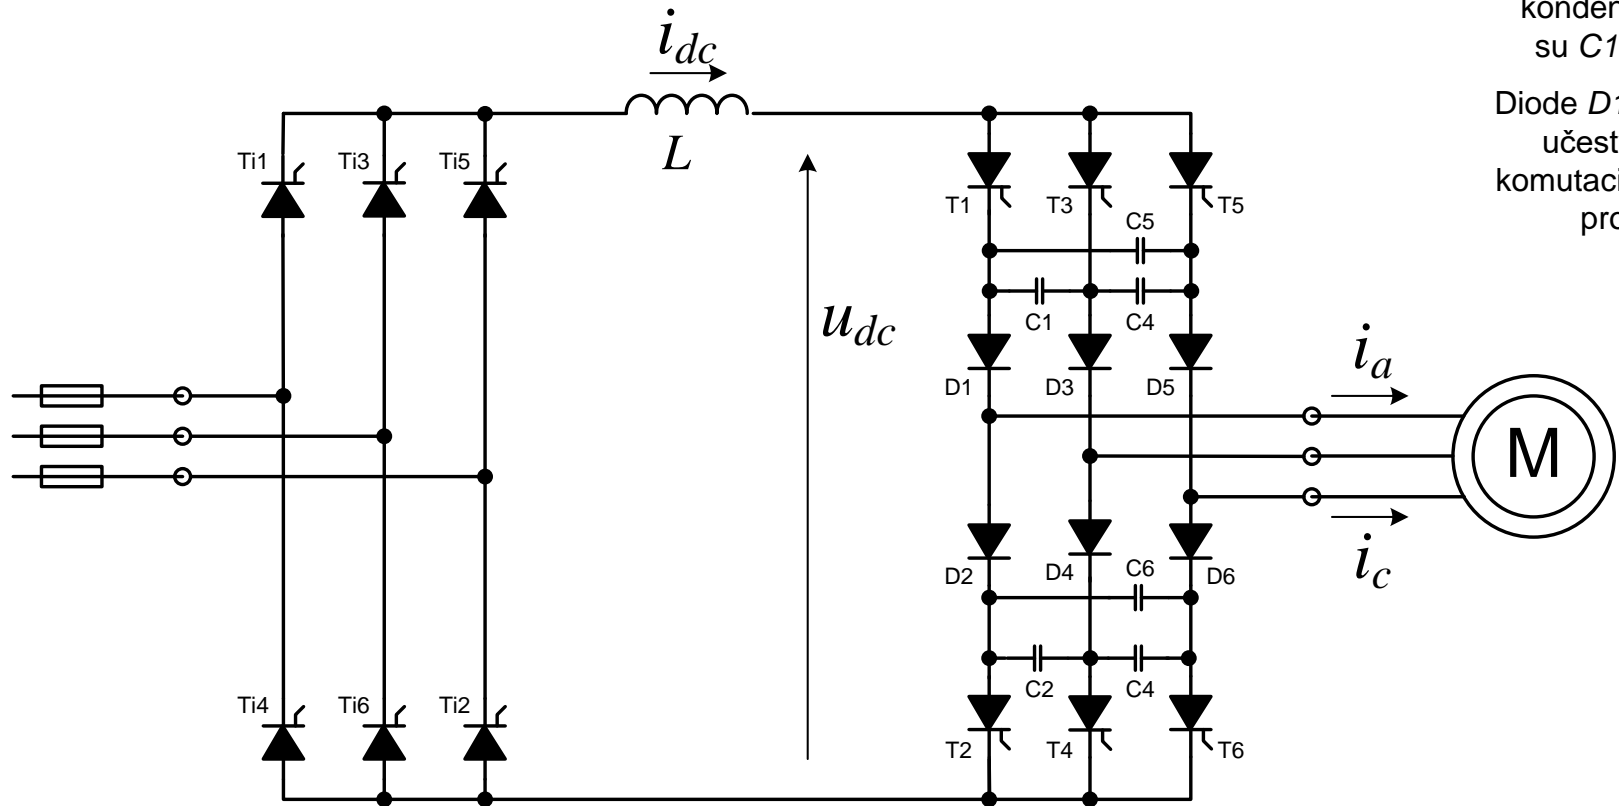 konden
su C1
Diode D1
učest
komutaci
pro
i_dc
L
Ti1 Ti3 Ti5
T1 T3 T5
C5
C1 C4
u_dc
D1 D3 D5
i_a
M
i_c
D2 D4 C6 D6
C2 C4
Ti4 Ti6 Ti2
T2 T4 T6